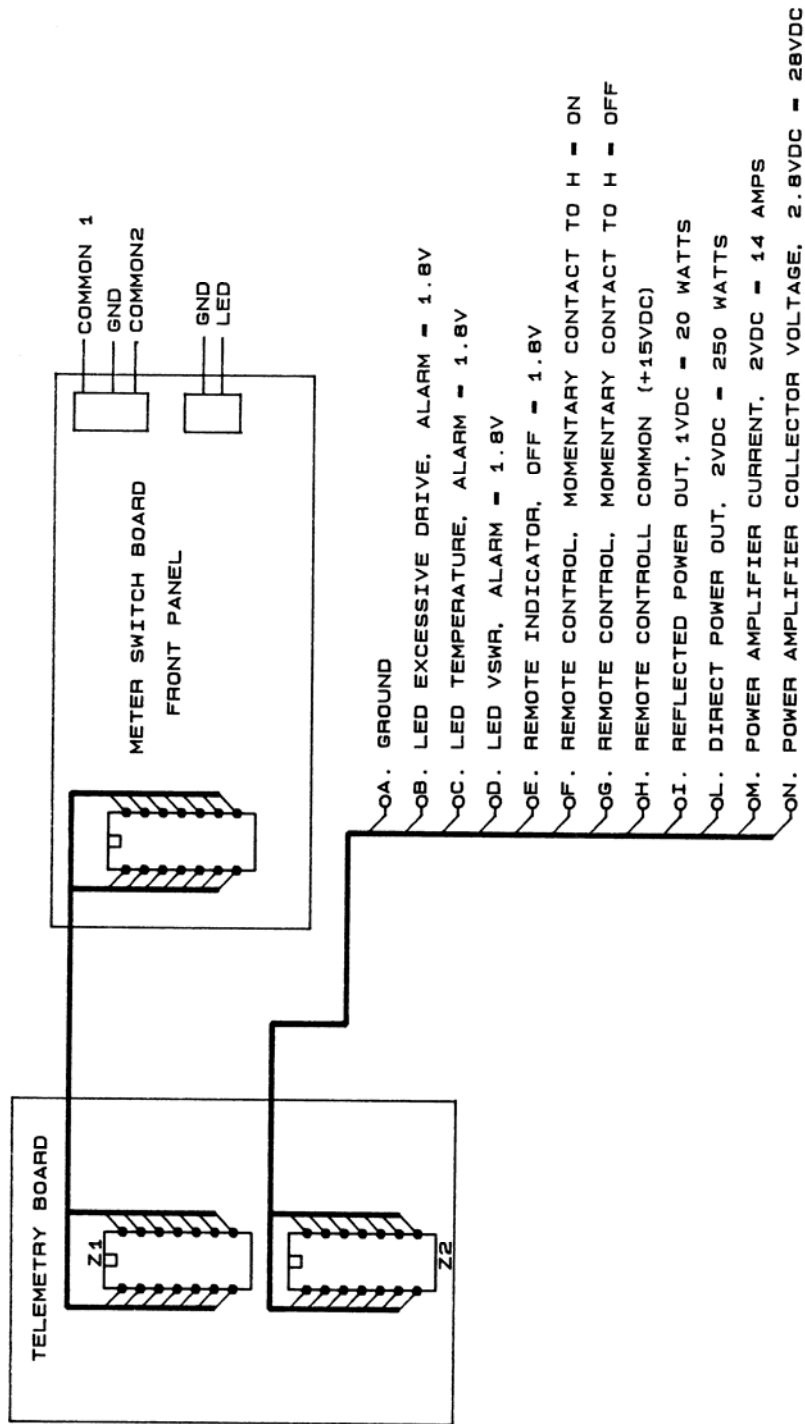 TELEMETRY BOARD
Z1
Z2
METER SWITCH BOARD
FRONT PANEL
COMMON 1
GND
COMMON2
GND
LED
A. GROUND
B. LED EXCESSIVE DRIVE, ALARM = 1.8V
C. LED TEMPERATURE, ALARM = 1.8V
D. LED VSWR, ALARM = 1.8V
E. REMOTE INDICATOR, OFF = 1.8V
F. REMOTE CONTROL, MOMENTARY CONTACT TO H = ON
G. REMOTE CONTROL, MOMENTARY CONTACT TO H = OFF
H. REMOTE CONTROLL COMMON (+15VDC)
I. REFLECTED POWER OUT, 1VDC = 20 WATTS
L. DIRECT POWER OUT, 2VDC = 250 WATTS
M. POWER AMPLIFIER CURRENT, 2VDC = 14 AMPS
N. POWER AMPLIFIER COLLECTOR VOLTAGE, 2.8VDC = 28VDC